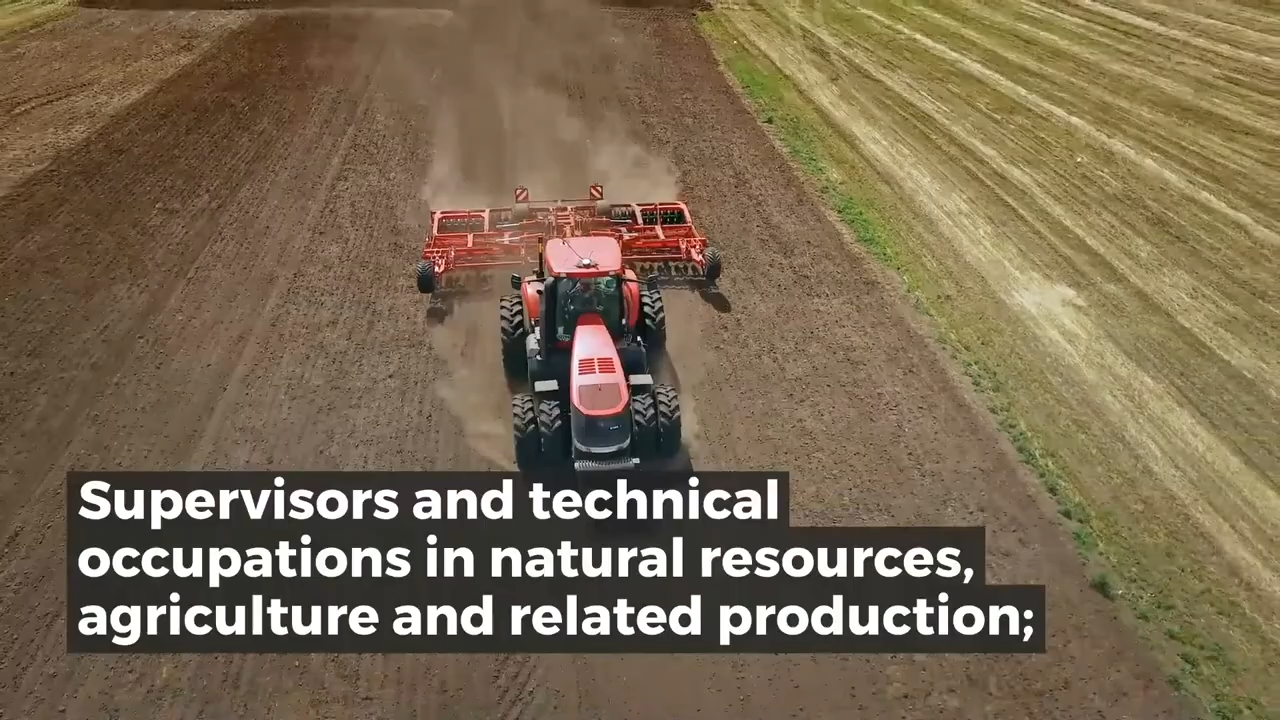 Supervisors and technical
occupations in natural resources,
agriculture and related production;